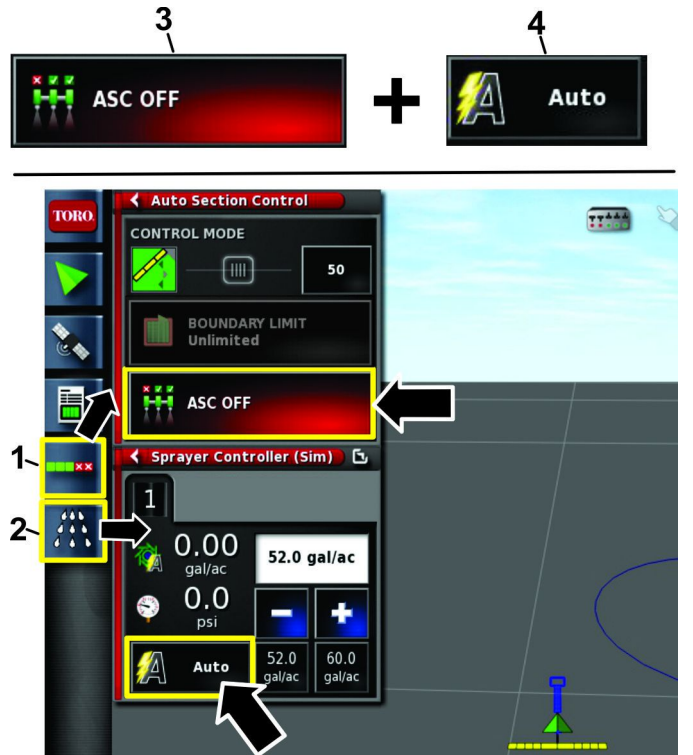 3
4
ASC OFF
Auto
TORO.
Auto Section Control
CONTROL MODE
50
BOUNDARY LIMIT
Unlimited
ASC OFF
1
Sprayer Controller (Sim)
2
1
0.00
gal/ac
52.0 gal/ac
0.0
psi
Auto
52.0
gal/ac
60.0
gal/ac